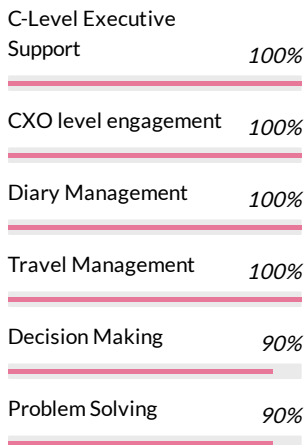 C-Level Executive
Support 100%
CXO level engagement 100%
Diary Management 100%
Travel Management 100%
Decision Making 90%
Problem Solving 90%